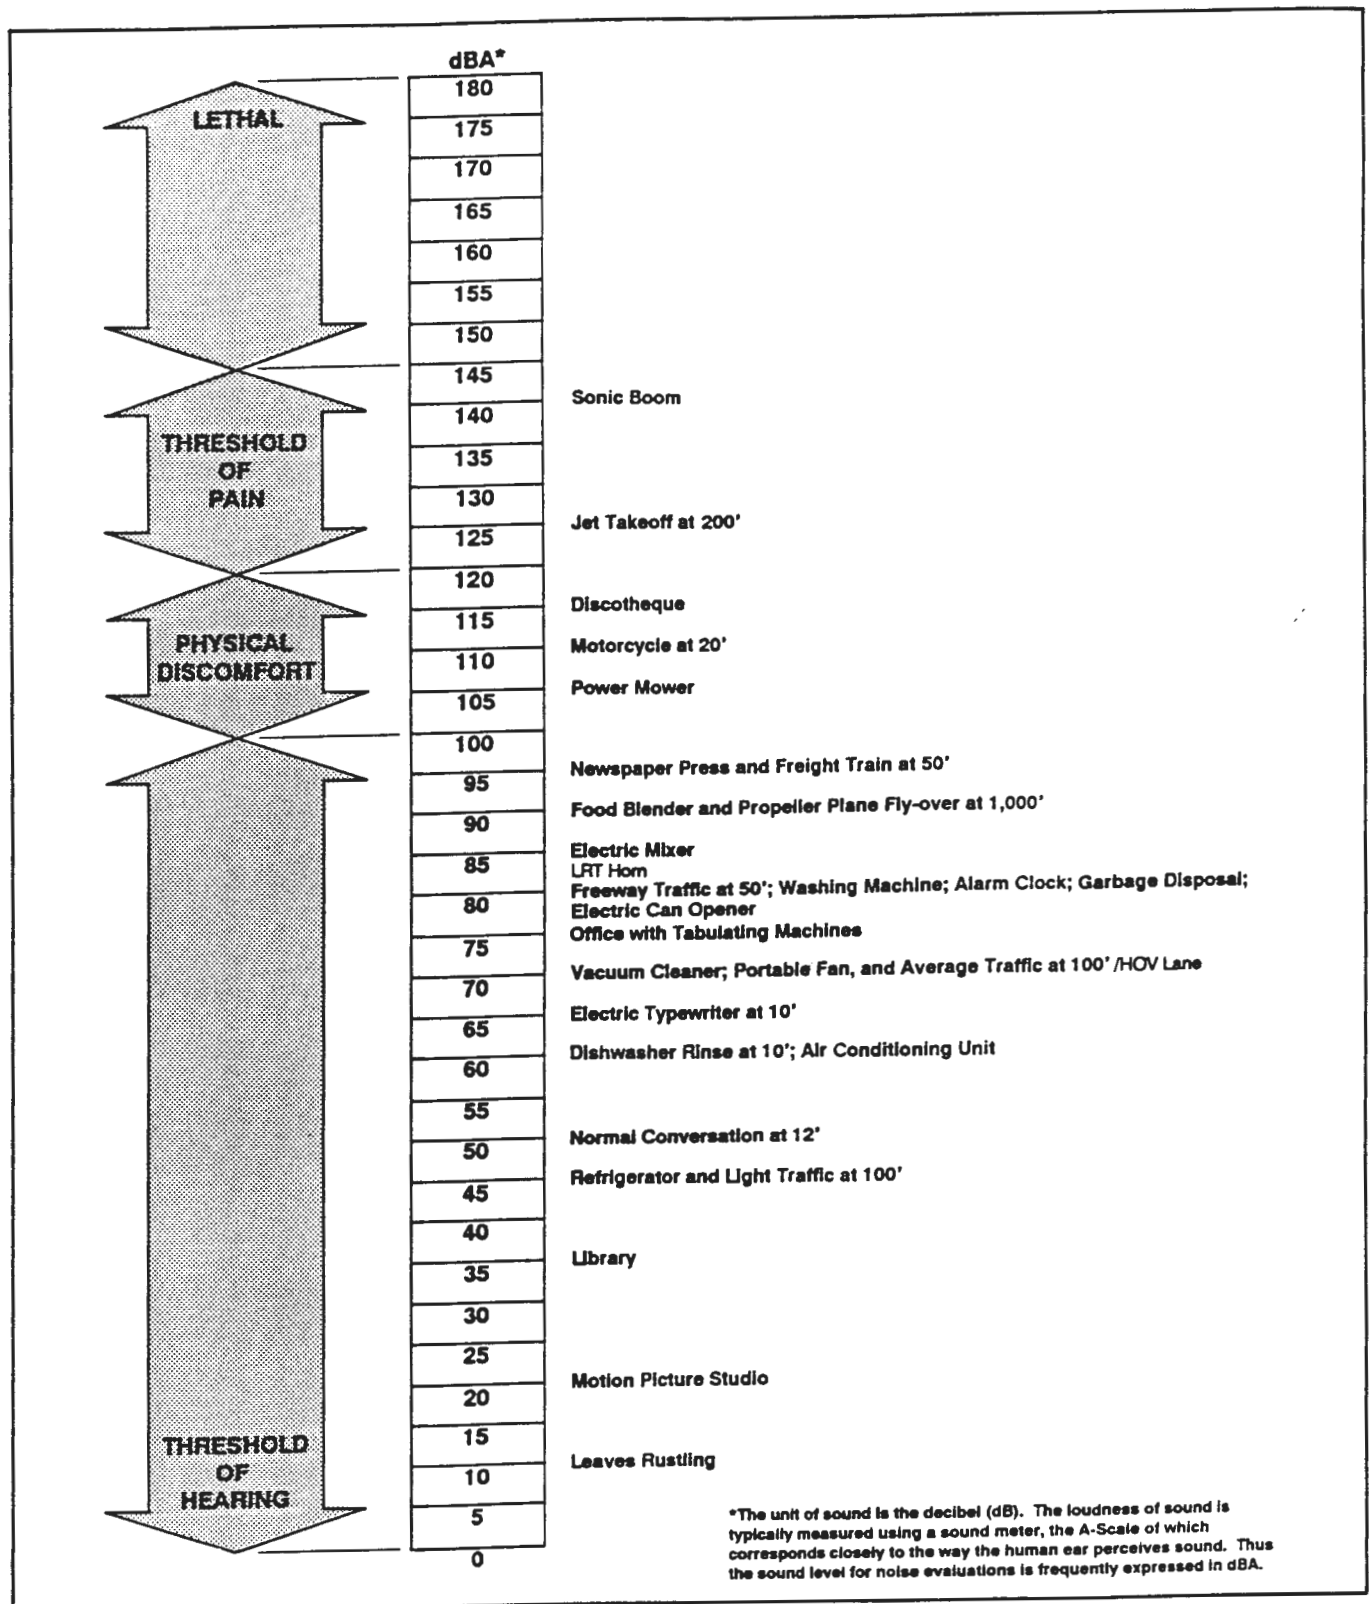 dBA*
180
LETHAL
175
170
165
160
155
150
145
Sonic Boom
140
THRESHOLD
OF
PAIN
135
130
Jet Takeoff at 200'
125
120
Discotheque
115
PHYSICAL
DISCOMFORT
Motorcycle at 20'
110
Power Mower
105
100
Newspaper Press and Freight Train at 50'
95
Food Blender and Propeller Plane Fly-over at 1,000'
90
Electric Mixer
85
LRT Horn
Freeway Traffic at 50'; Washing Machine; Alarm Clock; Garbage Disposal;
80
Electric Can Opener
Office with Tabulating Machines
75
Vacuum Cleaner; Portable Fan, and Average Traffic at 100' /HOV Lane
70
Electric Typewriter at 10'
65
Dishwasher Rinse at 10'; Air Conditioning Unit
60
55
Normal Conversation at 12'
50
Refrigerator and Light Traffic at 100'
45
40
Library
35
30
25
Motion Picture Studio
20
15
THRESHOLD
OF
HEARING
Leaves Rustling
10
5
0
*The unit of sound is the decibel (dB). The loudness of sound is
typically measured using a sound meter, the A-Scale of which
corresponds closely to the way the human ear perceives sound. Thus
the sound level for noise evaluations is frequently expressed in dBA.